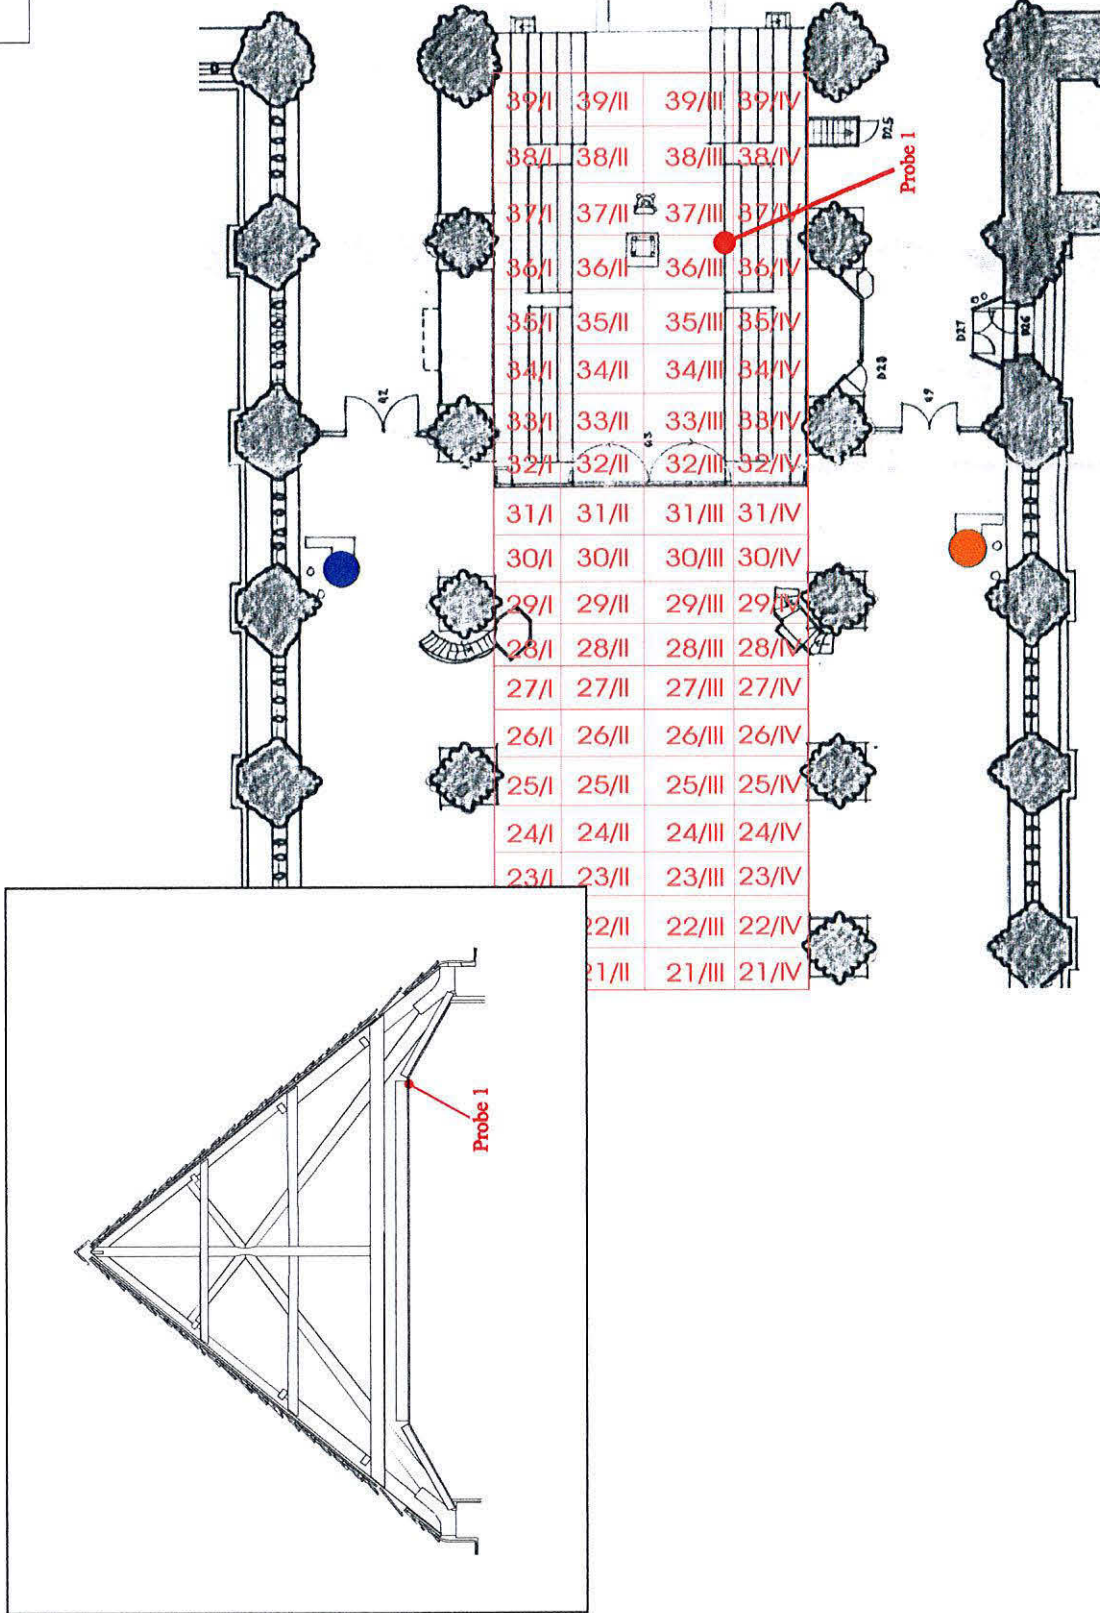 39/I 39/II 39/III 39/IV
D25
38/I 38/II 38/III 38/IV
Probe 1
37/I 37/II 37/III 37/IV
36/I 36/II 36/III 36/IV
35/I 35/II 35/III 35/IV
D27 D26
34/I 34/II 34/III 34/IV
D28
33/I 33/II 33/III 33/IV
32/I 32/II 32/III 32/IV
31/I 31/II 31/III 31/IV
30/I 30/II 30/III 30/IV
29/I 29/II 29/III 29/IV
28/I 28/II 28/III 28/IV
27/I 27/II 27/III 27/IV
26/I 26/II 26/III 26/IV
25/I 25/II 25/III 25/IV
24/I 24/II 24/III 24/IV
23/I 23/II 23/III 23/IV
22/II 22/III 22/IV
21/II 21/III 21/IV
Probe 1